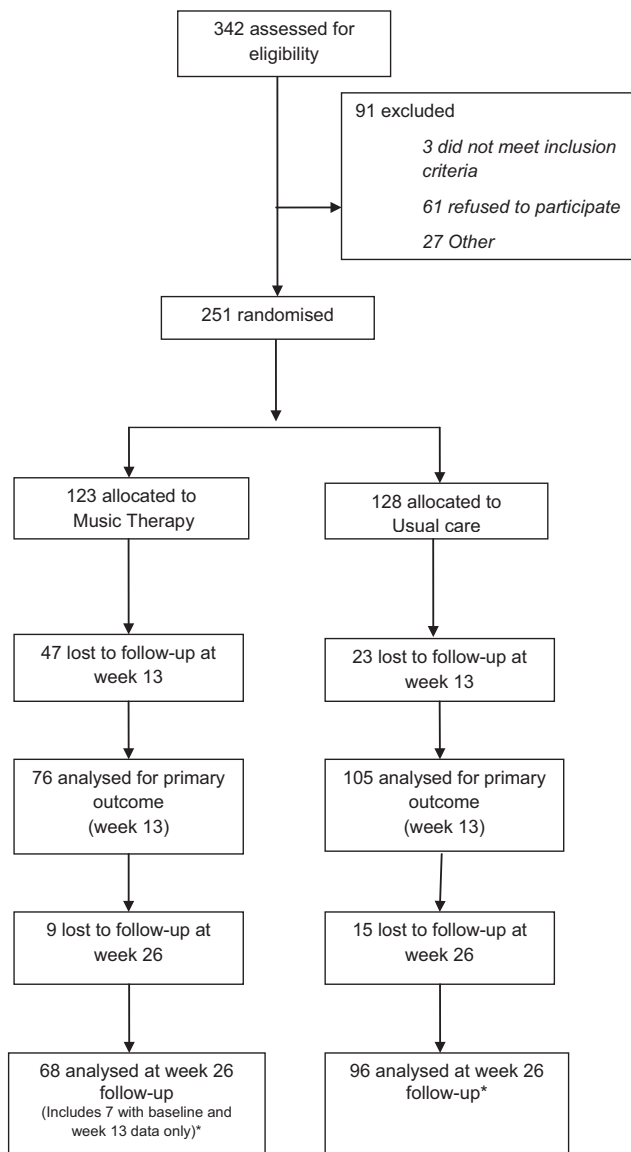 342 assessed for
eligibility
91 excluded
3 did not meet inclusion
criteria
61 refused to participate
27 Other
251 randomised
123 allocated to
Music Therapy
128 allocated to
Usual care
47 lost to follow-up at
week 13
23 lost to follow-up at
week 13
76 analysed for primary
outcome
(week 13)
105 analysed for primary
outcome
(week 13)
9 lost to follow-up at
week 26
15 lost to follow-up at
week 26
68 analysed at week 26
follow-up
(Includes 7 with baseline and
week 13 data only)*
96 analysed at week 26
follow-up*